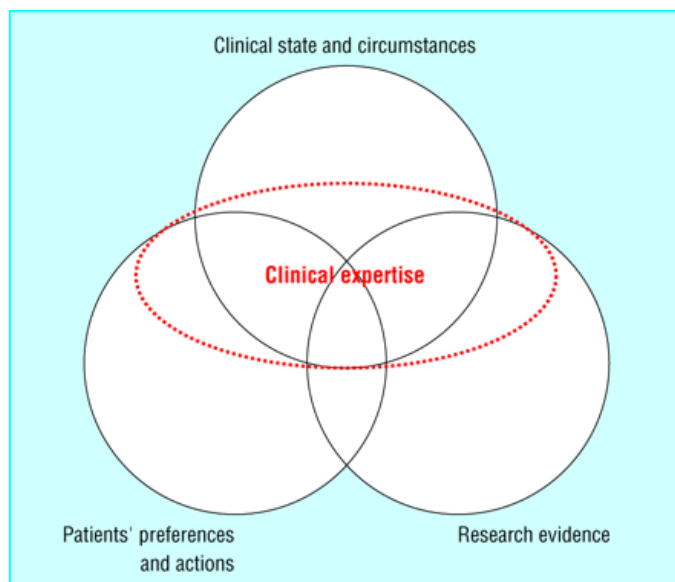 Clinical state and circumstances
Clinical expertise
Patients' preferences
and actions
Research evidence